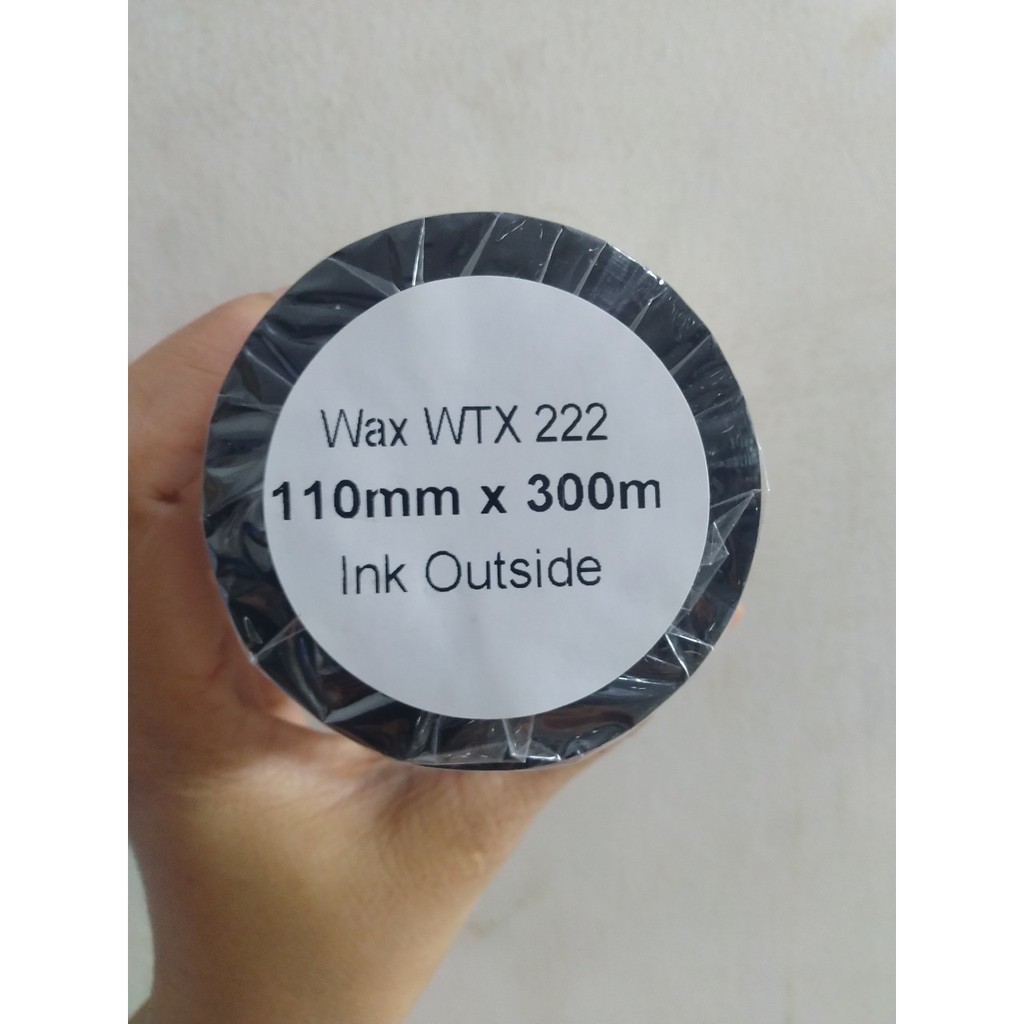 Wax WTX 222
110mm x 300m
Ink Outside